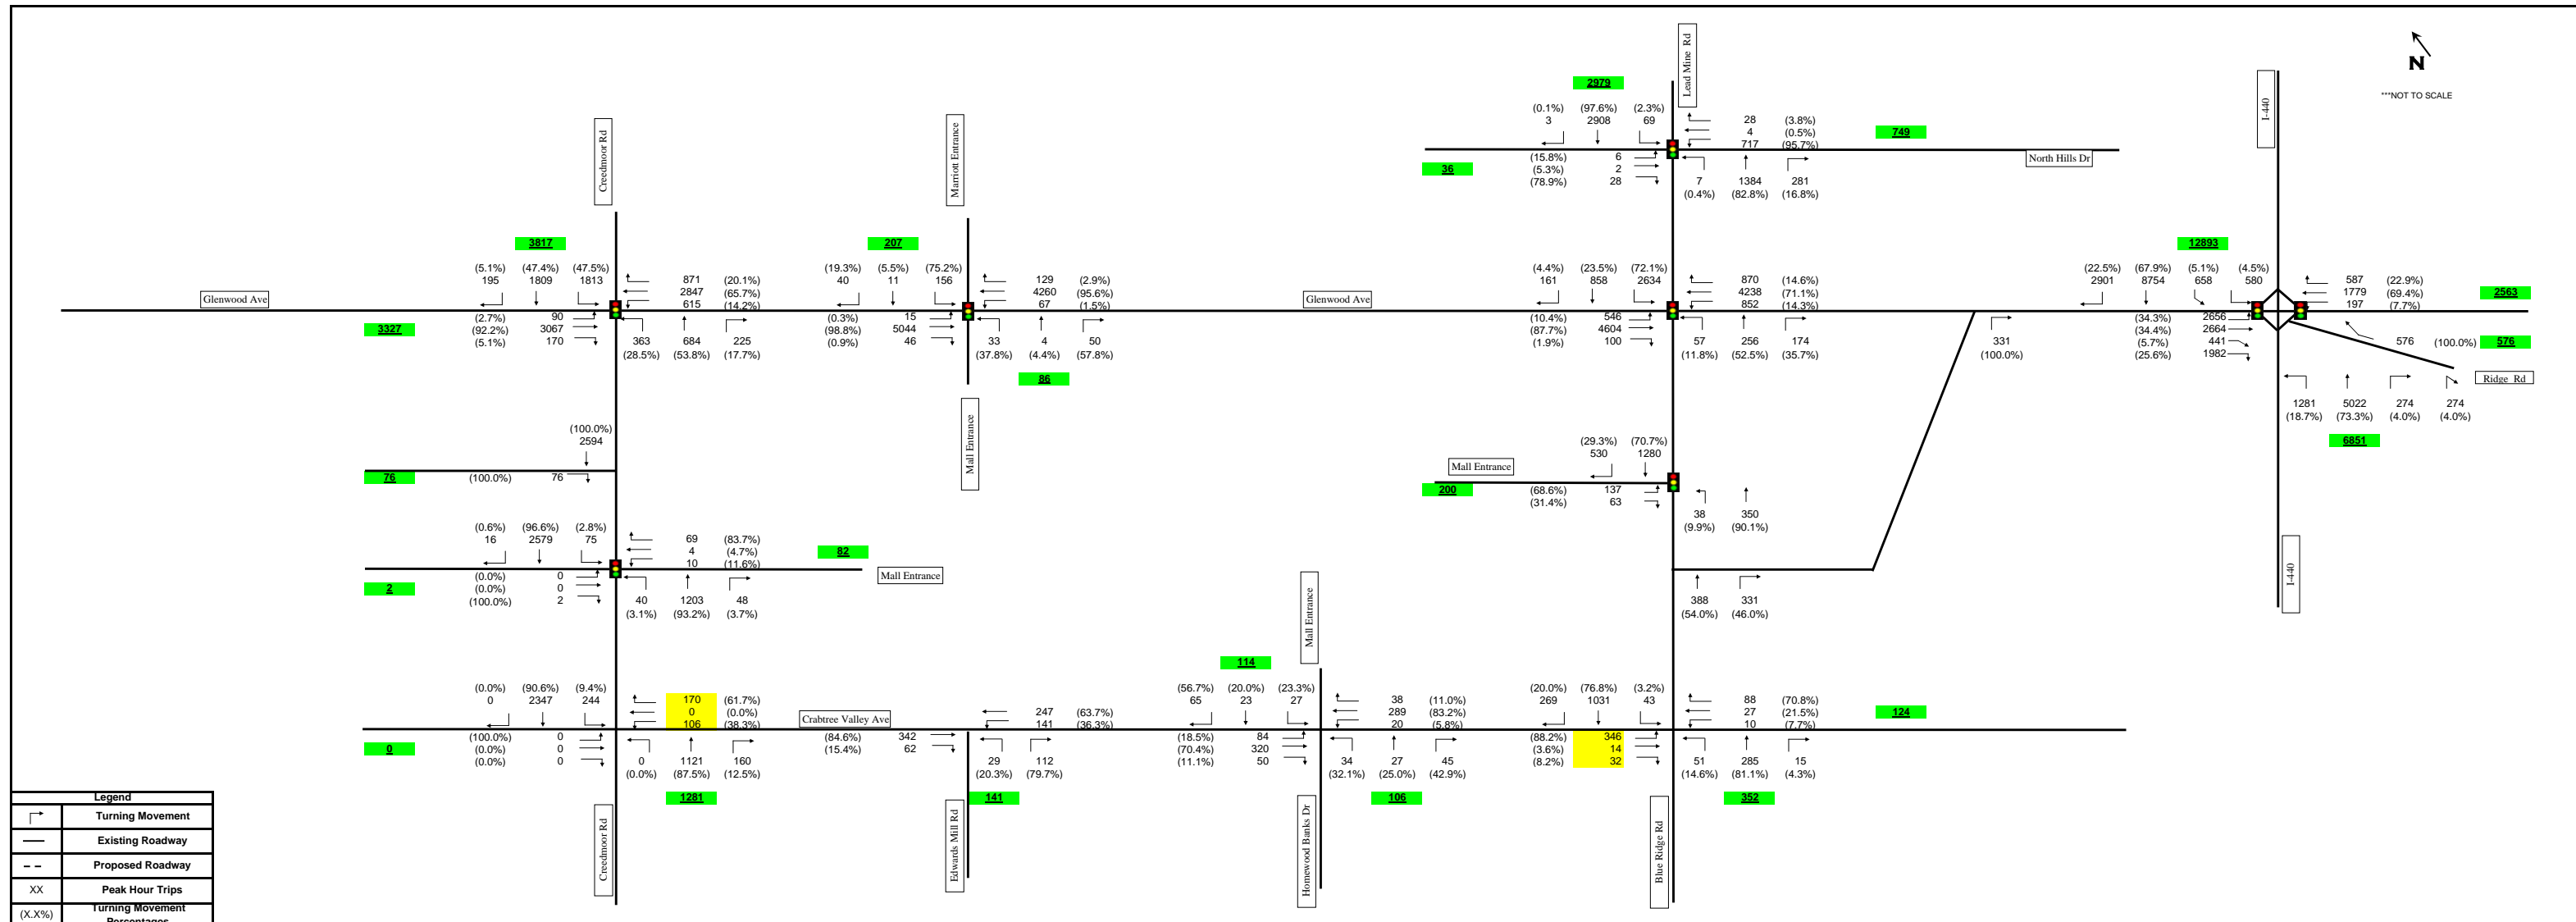 N
***NOT TO SCALE
Creedmoor Rd
Marriott Entrance
Lead Mine Rd
I-440
2979
(0.1%) (97.6%) (2.3%)
3 2908 69
28 (3.8%)
4 (0.5%)
717 (95.7%)
749
North Hills Dr
36
(15.8%) 6
(5.3%) 2
(78.9%) 28
7 1384 281
(0.4%) (82.8%) (16.8%)
3817
(5.1%) (47.4%) (47.5%)
195 1809 1813
871 (20.1%)
2847 (65.7%)
615 (14.2%)
Glenwood Ave
3327
(2.7%) 90
(92.2%) 3067
(5.1%) 170
363 684 225
(28.5%) (53.8%) (17.7%)
207
(19.3%) (5.5%) (75.2%)
40 11 156
129 (2.9%)
4260 (95.6%)
67 (1.5%)
(0.3%) 15
(98.8%) 5044
(0.9%) 46
33 4 50
(37.8%) (4.4%) (57.8%)
86
Mall Entrance
Glenwood Ave
(4.4%) (23.5%) (72.1%)
161 858 2634
870 (14.6%)
4238 (71.1%)
852 (14.3%)
(10.4%) 546
(87.7%) 4604
(1.9%) 100
57 256 174
(11.8%) (52.5%) (35.7%)
331
(100.0%)
12893
(22.5%) (67.9%) (5.1%) (4.5%)
2901 8754 658 580
587 (22.9%)
1779 (69.4%)
197 (7.7%)
2563
(34.3%) 2656
(34.4%) 2664
(5.7%) 441
(25.6%) 1982
576 (100.0%)
576
Ridge Rd
1281 5022 274 274
(18.7%) (73.3%) (4.0%) (4.0%)
6851
I-440
(100.0%)
2594
76
(100.0%) 76
(29.3%) (70.7%)
530 1280
Mall Entrance
200
(68.6%) 137
(31.4%) 63
38 350
(9.9%) (90.1%)
(0.6%) (96.6%) (2.8%)
16 2579 75
69 (83.7%)
4 (4.7%)
10 (11.6%)
82
Mall Entrance
2
(0.0%) 0
(0.0%) 0
(100.0%) 2
40 1203 48
(3.1%) (93.2%) (3.7%)
388 331
(54.0%) (46.0%)
(0.0%) (90.6%) (9.4%)
0 2347 244
170 (61.7%)
0 (0.0%)
106 (38.3%)
Crabtree Valley Ave
0
(100.0%) 0
(0.0%) 0
(0.0%) 0
0 1121 160
(0.0%) (87.5%) (12.5%)
1281
Creedmoor Rd
247 (63.7%)
141 (36.3%)
(84.6%) 342
(15.4%) 62
29 112
(20.3%) (79.7%)
141
Edwards Mill Rd
Mall Entrance
114
(56.7%) (20.0%) (23.3%)
65 23 27
38 (11.0%)
289 (83.2%)
20 (5.8%)
(18.5%) 84
(70.4%) 320
(11.1%) 50
34 27 45
(32.1%) (25.0%) (42.9%)
106
Homewood Banks Dr
(20.0%) (76.8%) (3.2%)
269 1031 43
88 (70.8%)
27 (21.5%)
10 (7.7%)
124
(88.2%) 346
(3.6%) 14
(8.2%) 32
51 285 15
(14.6%) (81.1%) (4.3%)
352
Blue Ridge Rd
Legend
Turning Movement
Existing Roadway
Proposed Roadway
XX Peak Hour Trips
(X.X%) Turning Movement
Percentages